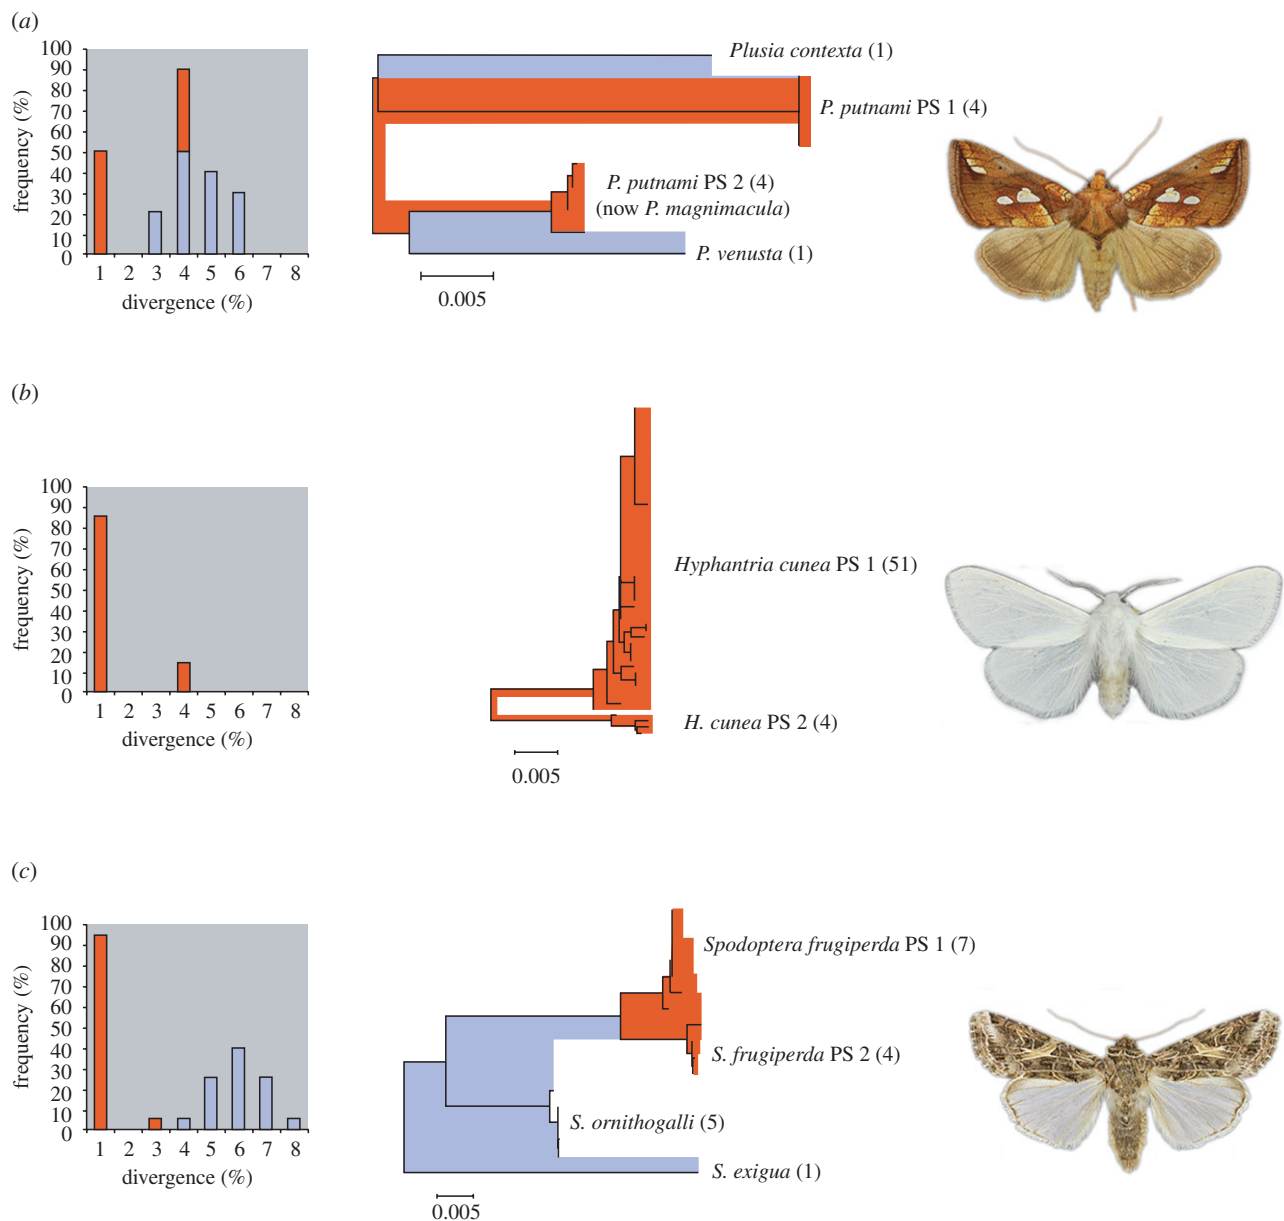 (a)
100
90
80
70
60
50
40
30
20
10
0
frequency (%)
1 2 3 4 5 6 7 8
divergence (%)
Plusia contexta (1)
P. putnami PS 1 (4)
P. putnami PS 2 (4)
(now P. magnimacula)
P. venusta (1)
0.005
(b)
100
90
80
70
60
50
40
30
20
10
0
frequency (%)
1 2 3 4 5 6 7 8
divergence (%)
Hyphantria cunea PS 1 (51)
H. cunea PS 2 (4)
0.005
(c)
100
90
80
70
60
50
40
30
20
10
0
frequency (%)
1 2 3 4 5 6 7 8
divergence (%)
Spodoptera frugiperda PS 1 (7)
S. frugiperda PS 2 (4)
S. ornithogalli (5)
S. exigua (1)
0.005